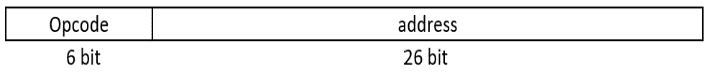 Opcode address
6 bit 26 bit